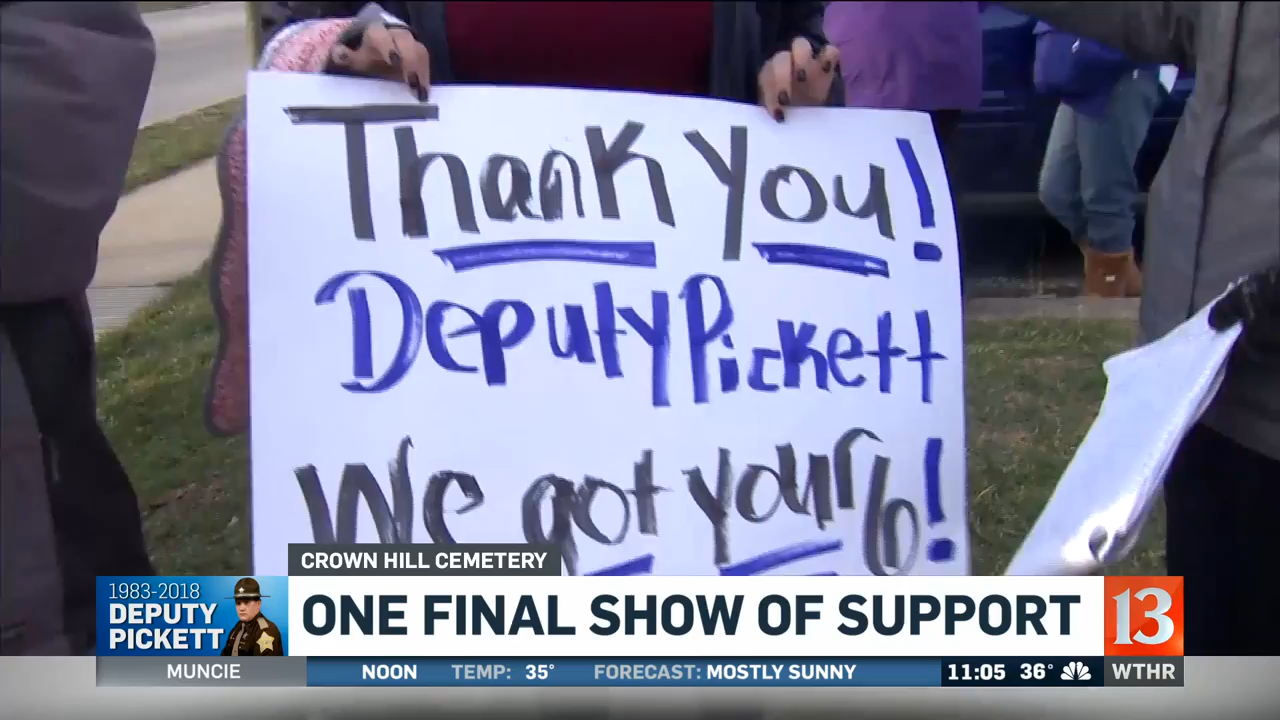 Thank you!
Deputy Pickett
We got your 6!
CROWN HILL CEMETERY
1983-2018
DEPUTY
PICKETT
ONE FINAL SHOW OF SUPPORT
13
MUNCIE NOON TEMP: 35° FORECAST: MOSTLY SUNNY 11:05 36° WTHR